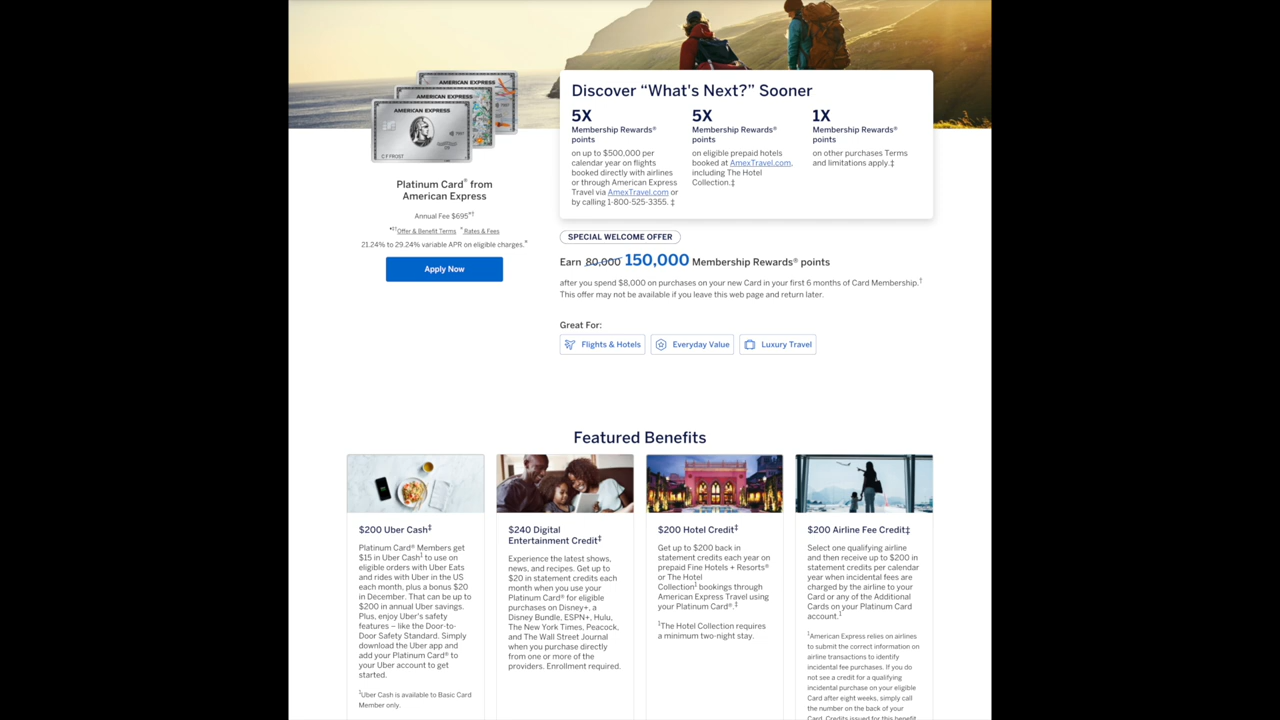 Discover “What's Next?” Sooner
5X
Membership Rewards®
points
on up to $500,000 per
calendar year on flights
booked directly with airlines
or through American Express
Travel via AmexTravel.com or
by calling 1-800-525-3355. ‡
5X
Membership Rewards®
points
on eligible prepaid hotels
booked at AmexTravel.com,
including The Hotel
Collection.‡
1X
Membership Rewards®
points
on other purchases Terms
and limitations apply.‡
AMERICAN EXPRESS
AMERICAN EXPRESS
AMERICAN EXPRESS
C F FROST
Platinum Card® from
American Express
Annual Fee $695*†
*†‡Offer & Benefit Terms *Rates & Fees
21.24% to 29.24% variable APR on eligible charges.*
Apply Now
SPECIAL WELCOME OFFER
Earn 80,000 150,000 Membership Rewards® points
after you spend $8,000 on purchases on your new Card in your first 6 months of Card Membership.†
This offer may not be available if you leave this web page and return later.
Great For:
Flights & Hotels
Everyday Value
Luxury Travel
Featured Benefits
$200 Uber Cash‡
Platinum Card® Members get
$15 in Uber Cash‡ to use on
eligible orders with Uber Eats
and rides with Uber in the US
each month, plus a bonus $20
in December. That can be up to
$200 in annual Uber savings.
Plus, enjoy Uber's safety
features – like the Door-to-
Door Safety Standard. Simply
download the Uber app and
add your Platinum Card® to
your Uber account to get
started.
‡Uber Cash is available to Basic Card
Member only.
$240 Digital
Entertainment Credit‡
Experience the latest shows,
news, and recipes. Get up to
$20 in statement credits each
month when you use your
Platinum Card® for eligible
purchases on Disney+, a
Disney Bundle, ESPN+, Hulu,
The New York Times, Peacock,
and The Wall Street Journal
when you purchase directly
from one or more of the
providers. Enrollment required.
$200 Hotel Credit‡
Get up to $200 back in
statement credits each year on
prepaid Fine Hotels + Resorts®
or The Hotel
Collection‡ bookings through
American Express Travel using
your Platinum Card®.‡
‡The Hotel Collection requires
a minimum two-night stay.
$200 Airline Fee Credit‡
Select one qualifying airline
and then receive up to $200 in
statement credits per calendar
year when incidental fees are
charged by the airline to your
Card or any of the Additional
Cards on your Platinum Card
account.‡
‡American Express relies on airlines
to submit the correct information on
airline transactions to identify
incidental fee purchases. If you do
not see a credit for a qualifying
incidental purchase on your eligible
Card after eight weeks, simply call
the number on the back of your
Card. Credits issued for this benefit